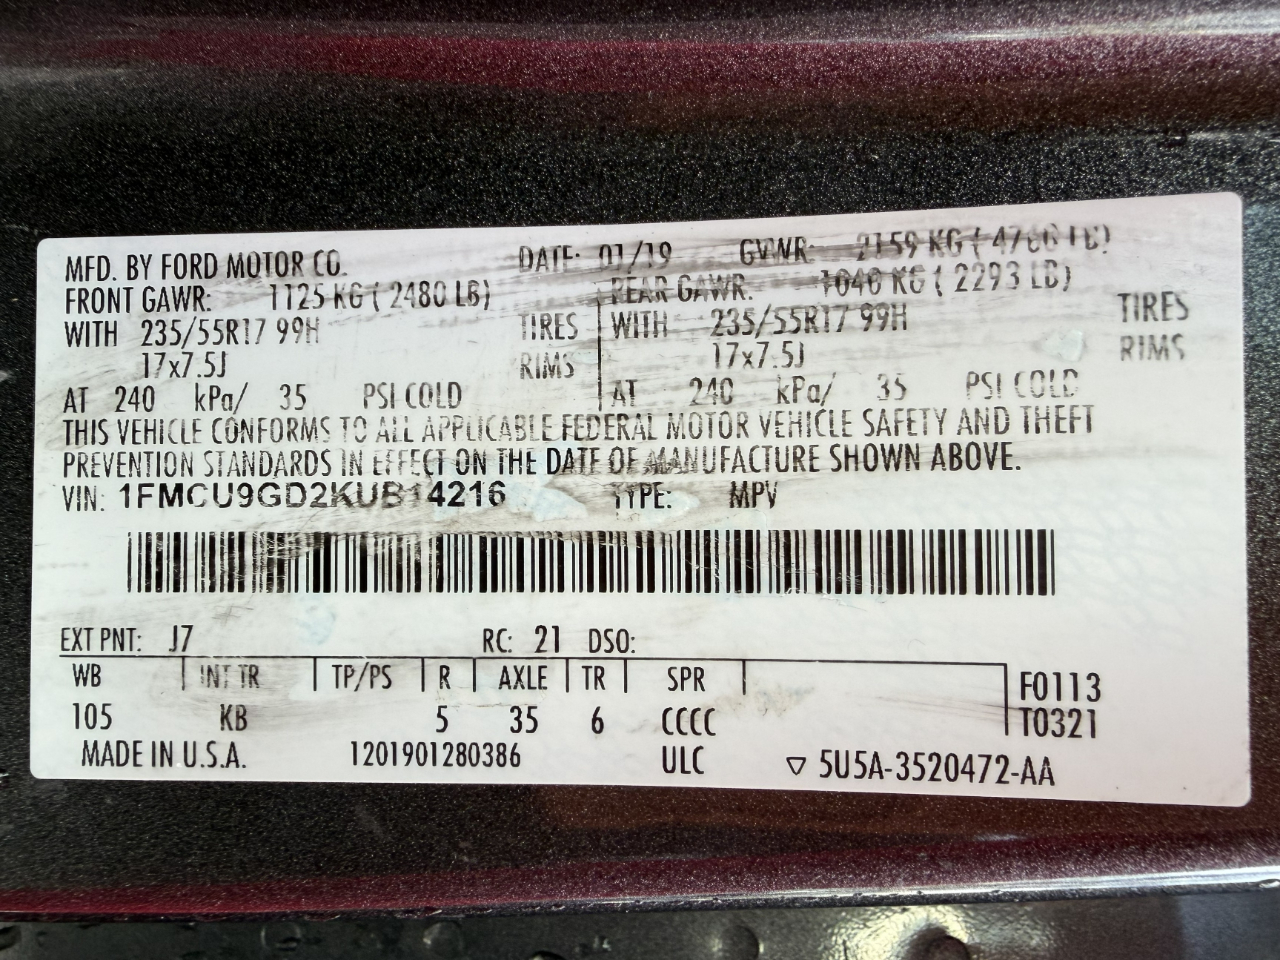 MFD. BY FORD MOTOR CO. DATE: 01/19 GVWR: 2159 KG ( 4760 LB)
FRONT GAWR: 1125 KG ( 2480 LB) REAR GAWR: 1040 KG ( 2293 LB)
WITH 235/55R17 99H TIRES WITH 235/55R17 99H TIRES
17x7.5J RIMS 17x7.5J RIMS
AT 240 kPa/ 35 PSI COLD AT 240 kPa/ 35 PSI COLD
THIS VEHICLE CONFORMS TO ALL APPLICABLE FEDERAL MOTOR VEHICLE SAFETY AND THEFT
PREVENTION STANDARDS IN EFFECT ON THE DATE OF MANUFACTURE SHOWN ABOVE.
VIN: 1FMCU9GD2KUB14216 TYPE: MPV
EXT PNT: J7 RC: 21 DSO:
WB INT TR TP/PS R AXLE TR SPR F0113
105 KB 5 35 6 CCCC T0321
MADE IN U.S.A. 1201901280386 ULC ▽ 5U5A-3520472-AA